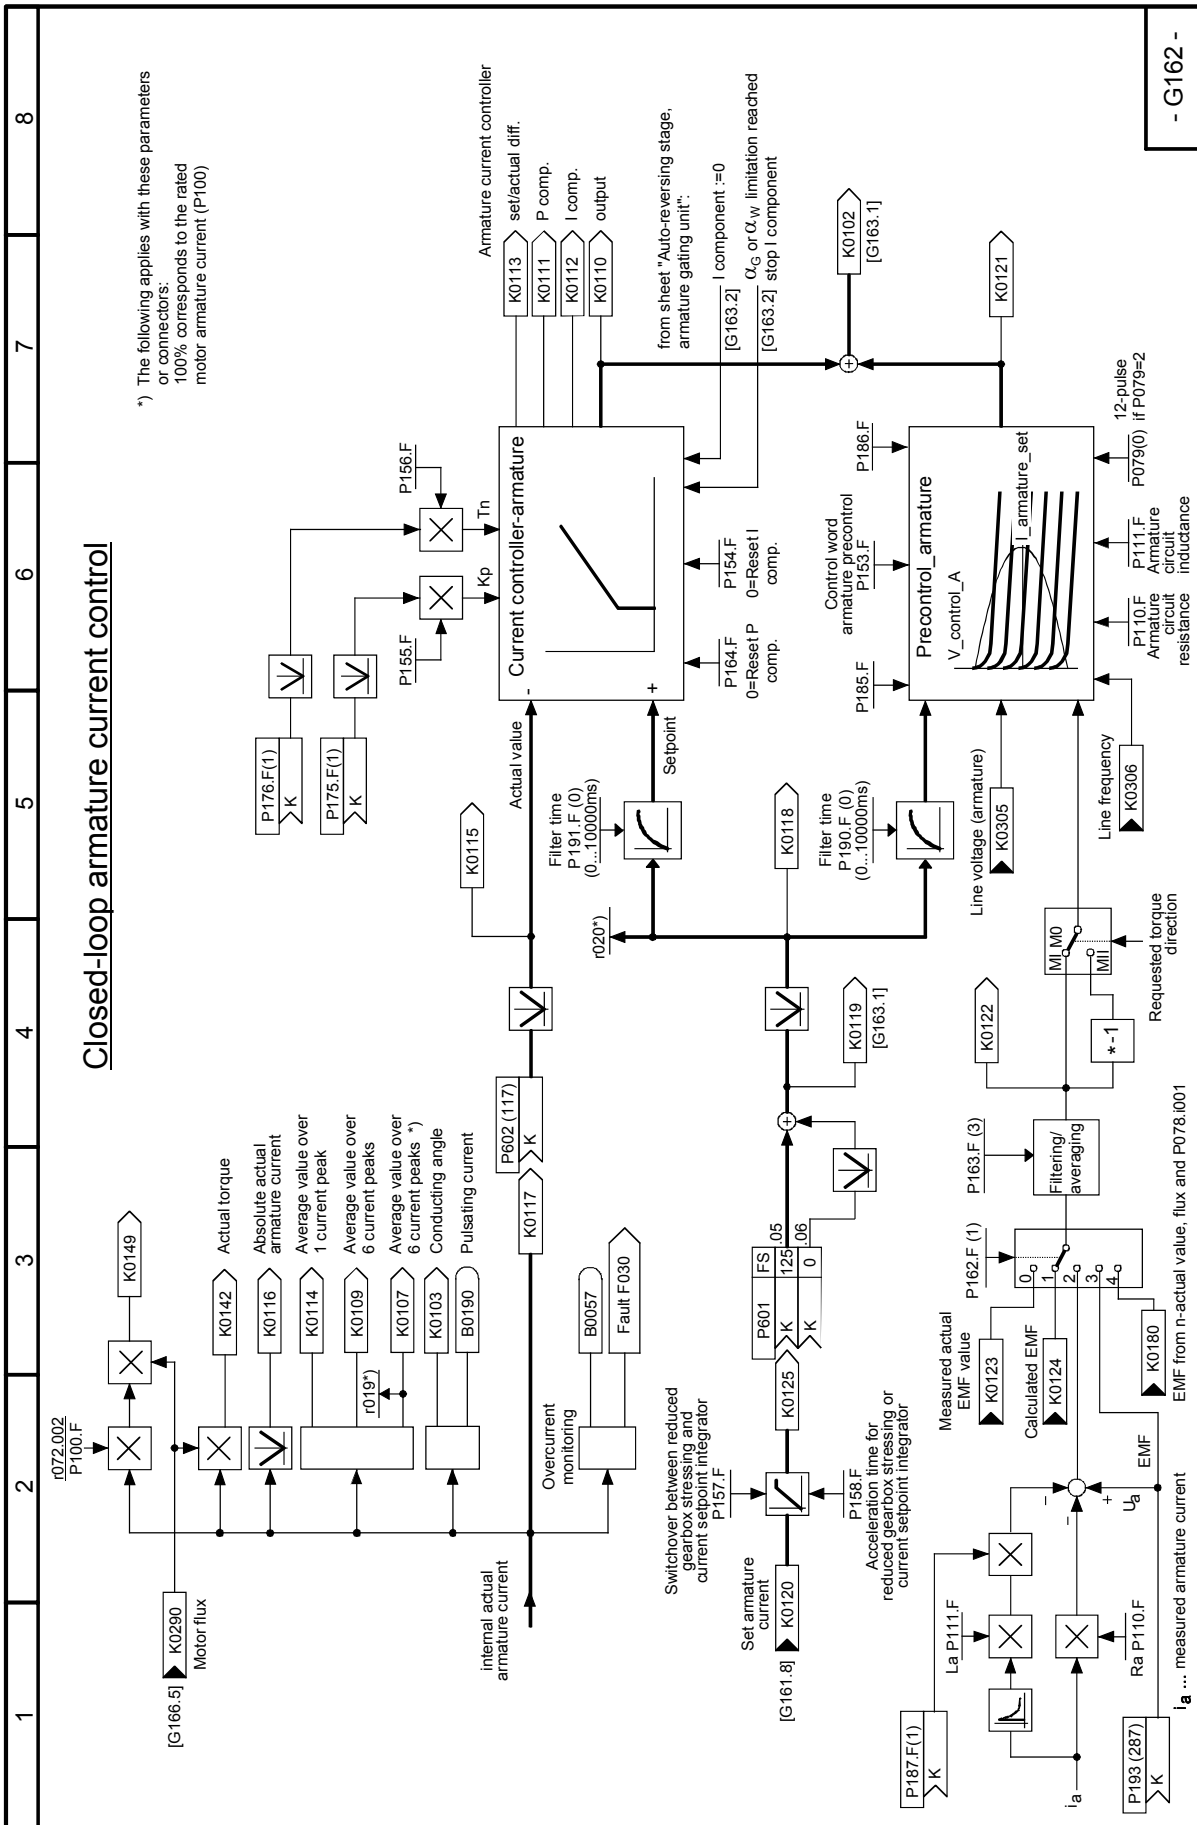 1 2 3 4 5 6 7 8
Closed-loop armature current control
*) The following applies with these parameters
or connectors:
100% corresponds to the rated
motor armature current (P100)
[G166.5]
K0290
Motor flux
r072.002
P100.F
K0149
K0142
Actual torque
K0116
Absolute actual
armature current
K0114
Average value over
1 current peak
K0109
Average value over
6 current peaks
r019*)
K0107
Average value over
6 current peaks *)
K0103
Conducting angle
B0190
Pulsating current
internal actual
armature current
Overcurrent
monitoring
B0057
Fault F030
K0117
P602 (117)
K
K0115
Actual value
P176.F(1)
K
P175.F(1)
K
P156.F
P155.F
Tn
Kp
Current controller-armature
-
+
Armature current controller
K0113
set/actual diff.
K0111
P comp.
K0112
I comp.
K0110
output
from sheet "Auto-reversing stage,
armature gating unit":
I component :=0
[G163.2]
αG or αW limitation reached
[G163.2]
stop I component
P164.F
0=Reset P
comp.
P154.F
0=Reset I
comp.
Setpoint
Filter time
P191.F (0)
(0...10000ms)
r020*)
K0118
Filter time
P190.F (0)
(0...10000ms)
Switchover between reduced
gearbox stressing and
current setpoint integrator
P157.F
Set armature
current
[G161.8]
K0120
P158.F
Acceleration time for
reduced gearbox stressing or
current setpoint integrator
K0125
P601
FS
K
125
.05
K
0
.06
+
K0119
[G163.1]
Control word
armature precontrol
P153.F
P185.F
P186.F
Precontrol_armature
V_control_A
I_armature_set
+
K0102
[G163.1]
K0121
Line voltage (armature)
K0305
Line frequency
K0306
P110.F
Armature
circuit
resistance
P111.F
Armature
circuit
inductance
P079(0)
12-pulse
if P079=2
P187.F(1)
K
La P111.F
ia
Ra P110.F
P193 (287)
K
-
-
+
Ua
EMF
Measured actual
EMF value
K0123
Calculated EMF
K0124
K0180
EMF from n-actual value, flux and P078.i001
P162.F (1)
0
1
2
3
4
P163.F (3)
Filtering/
averaging
K0122
*-1
MI, M0
MII
Requested torque
direction
ia ... measured armature current
- G162 -